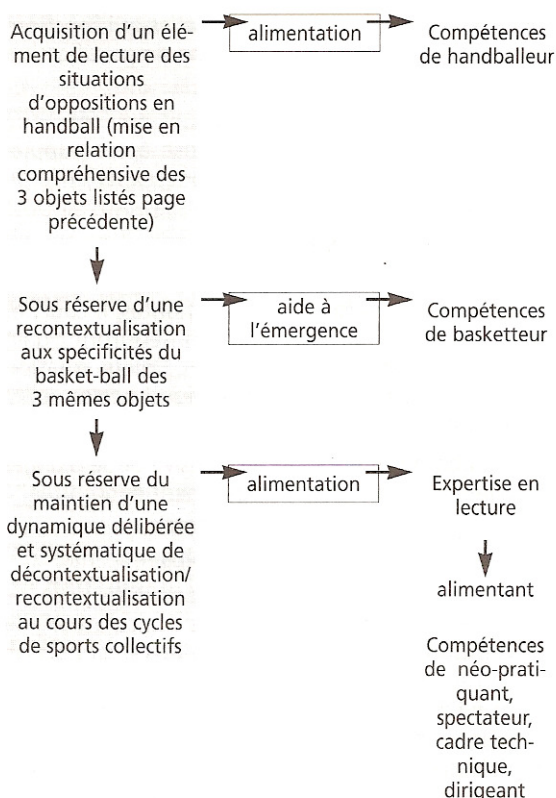 Acquisition d'un élé-
ment de lecture des
situations
d'oppositions en
handball (mise en
relation
compréhensive des
3 objets listés page
précédente)
alimentation
Compétences
de handballeur
Sous réserve d'une
recontextualisation
aux spécificités du
basket-ball des
3 mêmes objets
aide à
l'émergence
Compétences
de basketteur
Sous réserve du
maintien d'une
dynamique délibérée
et systématique de
décontextualisation/
recontextualisation
au cours des cycles
de sports collectifs
alimentation
Expertise en
lecture
alimentant
Compétences
de néo-prati-
quant,
spectateur,
cadre tech-
nique,
dirigeant